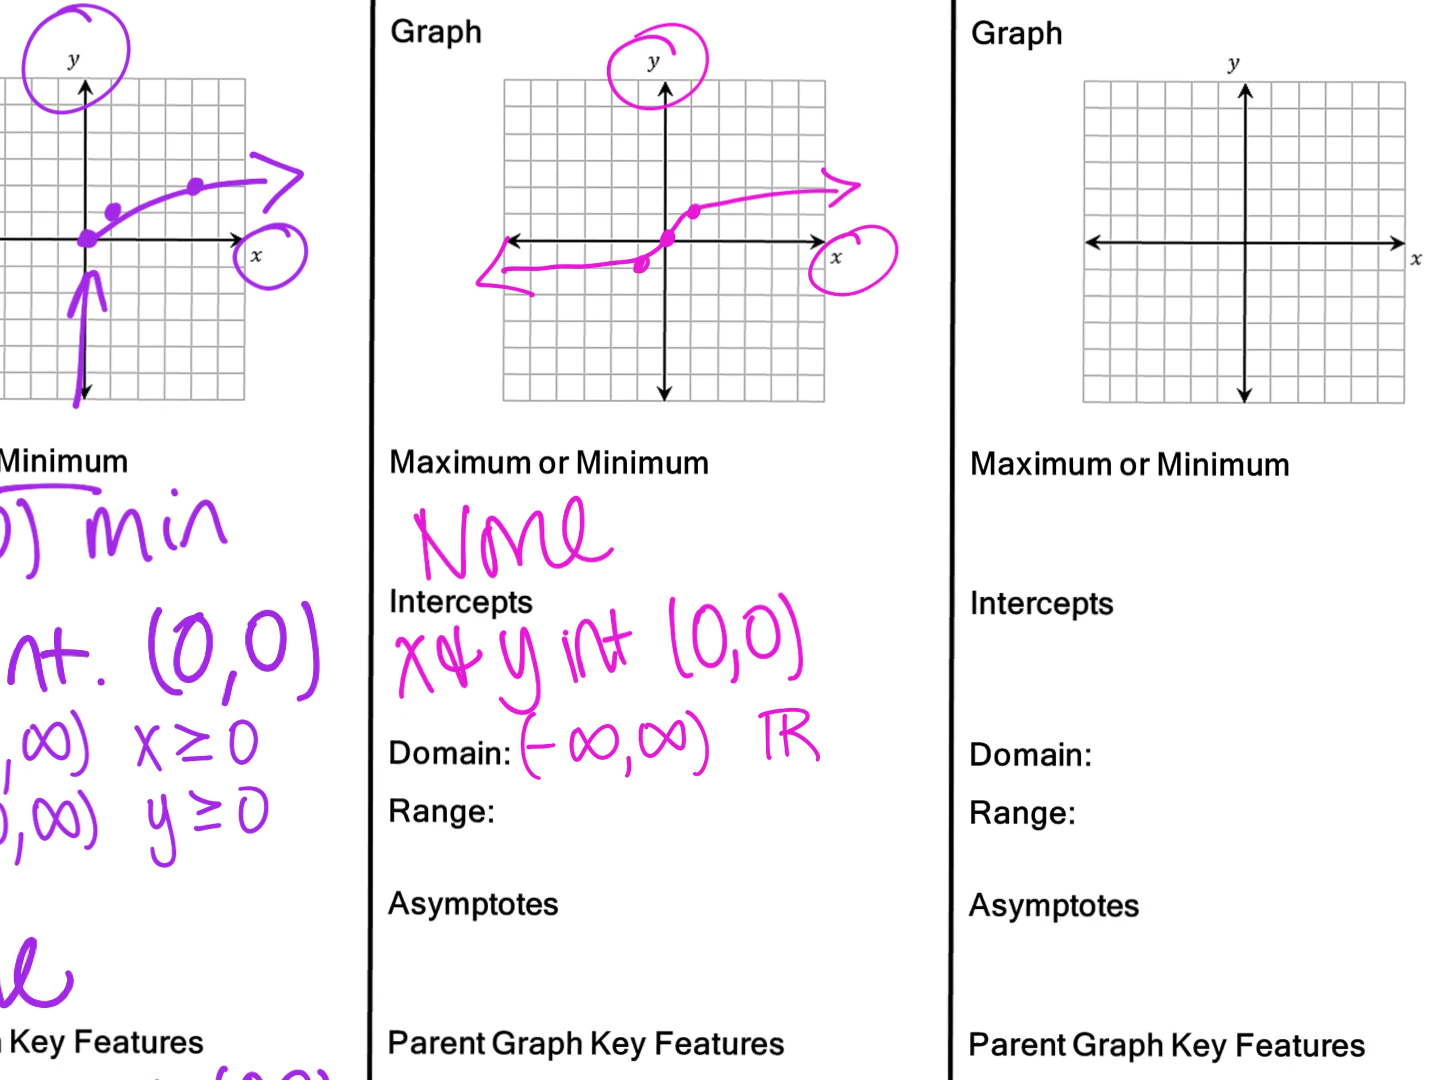 y
x
Minimum
0) min
nt. (0,0)
,∞) x ≥ 0
,∞) y ≥ 0
Key Features
Graph
y
x
Maximum or Minimum
None
Intercepts
x & y int (0,0)
Domain: (-∞,∞) ℝ
Range:
Asymptotes
Parent Graph Key Features
Graph
y
x
Maximum or Minimum
Intercepts
Domain:
Range:
Asymptotes
Parent Graph Key Features